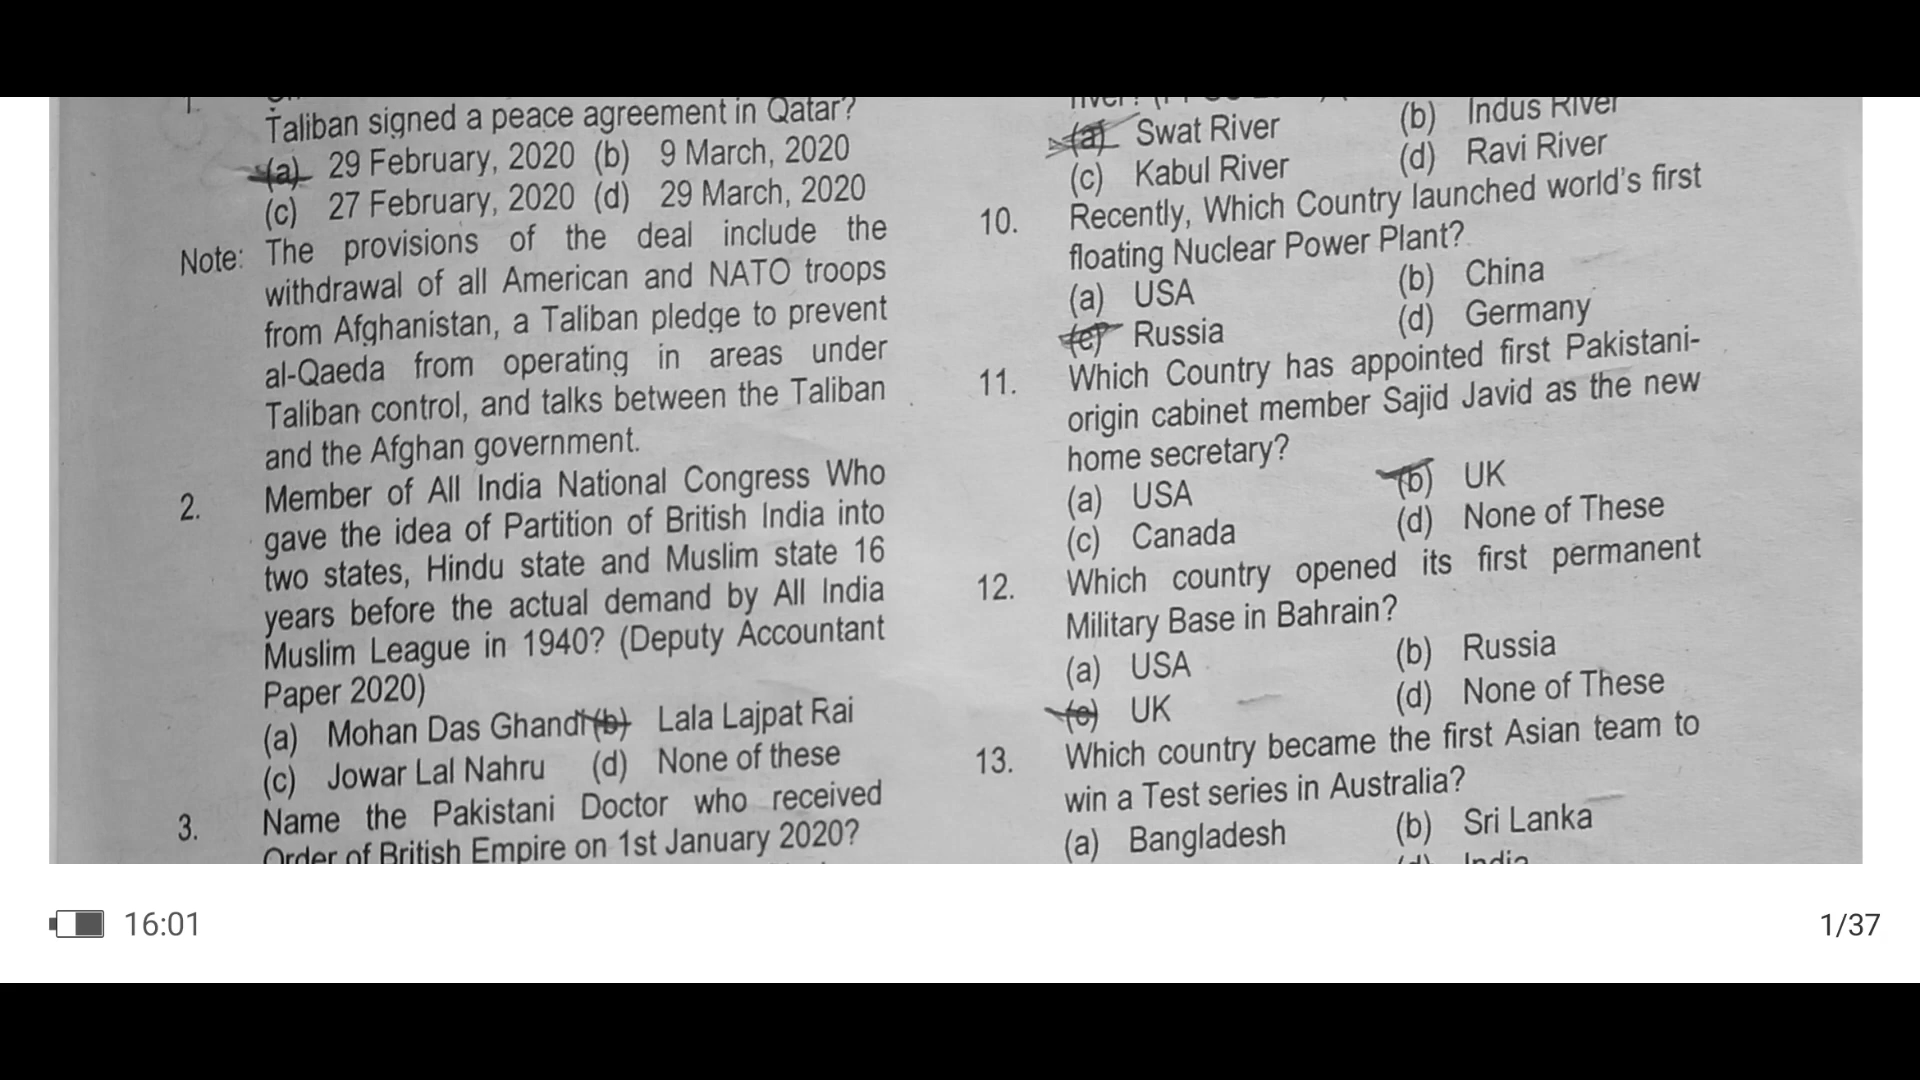 1.
Taliban signed a peace agreement in Qatar?
(a) 29 February, 2020 (b) 9 March, 2020
(c) 27 February, 2020 (d) 29 March, 2020
Note: The provisions of the deal include the
withdrawal of all American and NATO troops
from Afghanistan, a Taliban pledge to prevent
al-Qaeda from operating in areas under
Taliban control, and talks between the Taliban
and the Afghan government.
2. Member of All India National Congress Who
gave the idea of Partition of British India into
two states, Hindu state and Muslim state 16
years before the actual demand by All India
Muslim League in 1940? (Deputy Accountant
Paper 2020)
(a) Mohan Das Ghandi (b) Lala Lajpat Rai
(c) Jowar Lal Nahru (d) None of these
3. Name the Pakistani Doctor who received
Order of British Empire on 1st January 2020?
(a) Swat River (b) Indus River
(c) Kabul River (d) Ravi River
10. Recently, Which Country launched world's first
floating Nuclear Power Plant?
(a) USA (b) China
(c) Russia (d) Germany
11. Which Country has appointed first Pakistani-
origin cabinet member Sajid Javid as the new
home secretary?
(a) USA (b) UK
(c) Canada (d) None of These
12. Which country opened its first permanent
Military Base in Bahrain?
(a) USA (b) Russia
(c) UK (d) None of These
13. Which country became the first Asian team to
win a Test series in Australia?
(a) Bangladesh (b) Sri Lanka
(d) India
16:01
1/37